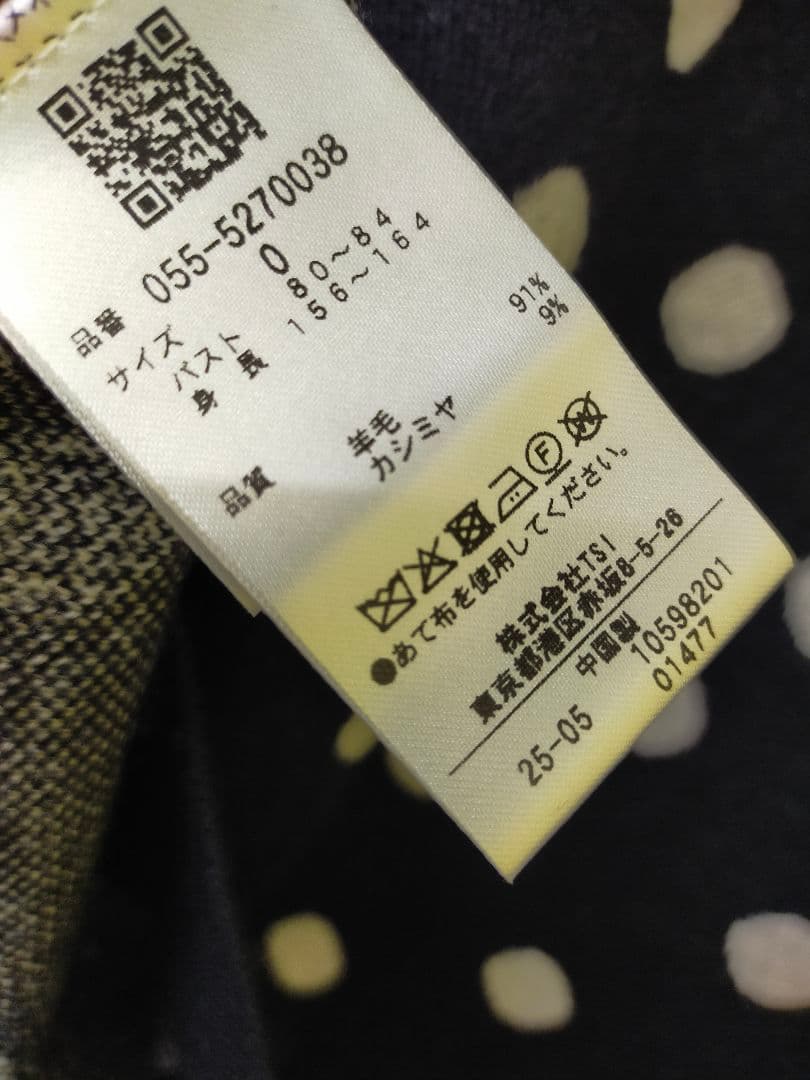 品番 055-5270038
サイズ 0
バスト 80～84
身長 156～164
品質 羊毛 91%
カシミヤ 9%
●あて布を使用してください。
株式会社TSI
東京都港区赤坂8-5-26
中国製
10598201
25-05 01477